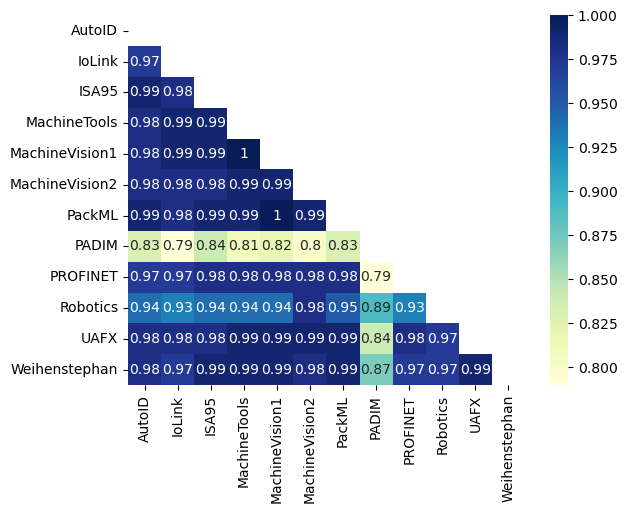 AutoID
IoLink 0.97
ISA95 0.99 0.98
MachineTools 0.98 0.99 0.99
MachineVision1 0.98 0.99 0.99 1
MachineVision2 0.98 0.98 0.98 0.99 0.99
PackML 0.99 0.98 0.99 0.99 1 0.99
PADIM 0.83 0.79 0.84 0.81 0.82 0.8 0.83
PROFINET 0.97 0.97 0.98 0.98 0.98 0.98 0.98 0.79
Robotics 0.94 0.93 0.94 0.94 0.94 0.98 0.95 0.89 0.93
UAFX 0.98 0.98 0.98 0.99 0.99 0.99 0.99 0.84 0.98 0.97
Weihenstephan 0.98 0.97 0.99 0.99 0.99 0.98 0.99 0.87 0.97 0.97 0.99
AutoID
IoLink
ISA95
MachineTools
MachineVision1
MachineVision2
PackML
PADIM
PROFINET
Robotics
UAFX
Weihenstephan
1.000
0.975
0.950
0.925
0.900
0.875
0.850
0.825
0.800